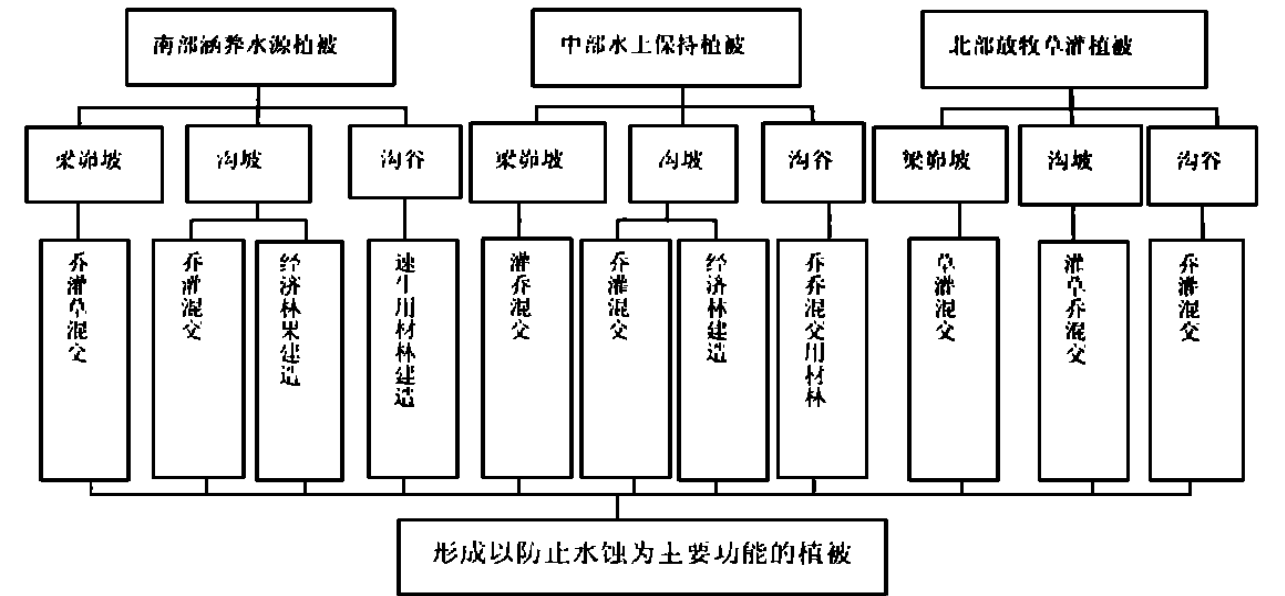 南部涵养水源植被
中部水土保持植被
北部放牧草灌植被
梁峁坡
沟坡
沟谷
梁峁坡
沟坡
沟谷
梁峁坡
沟坡
沟谷
乔灌草混交
乔灌混交
经济林果建造
速生用材林建造
灌乔混交
乔灌混交
经济林建造
乔乔混交用材林
草灌混交
灌草乔混交
乔灌混交
形成以防止水蚀为主要功能的植被